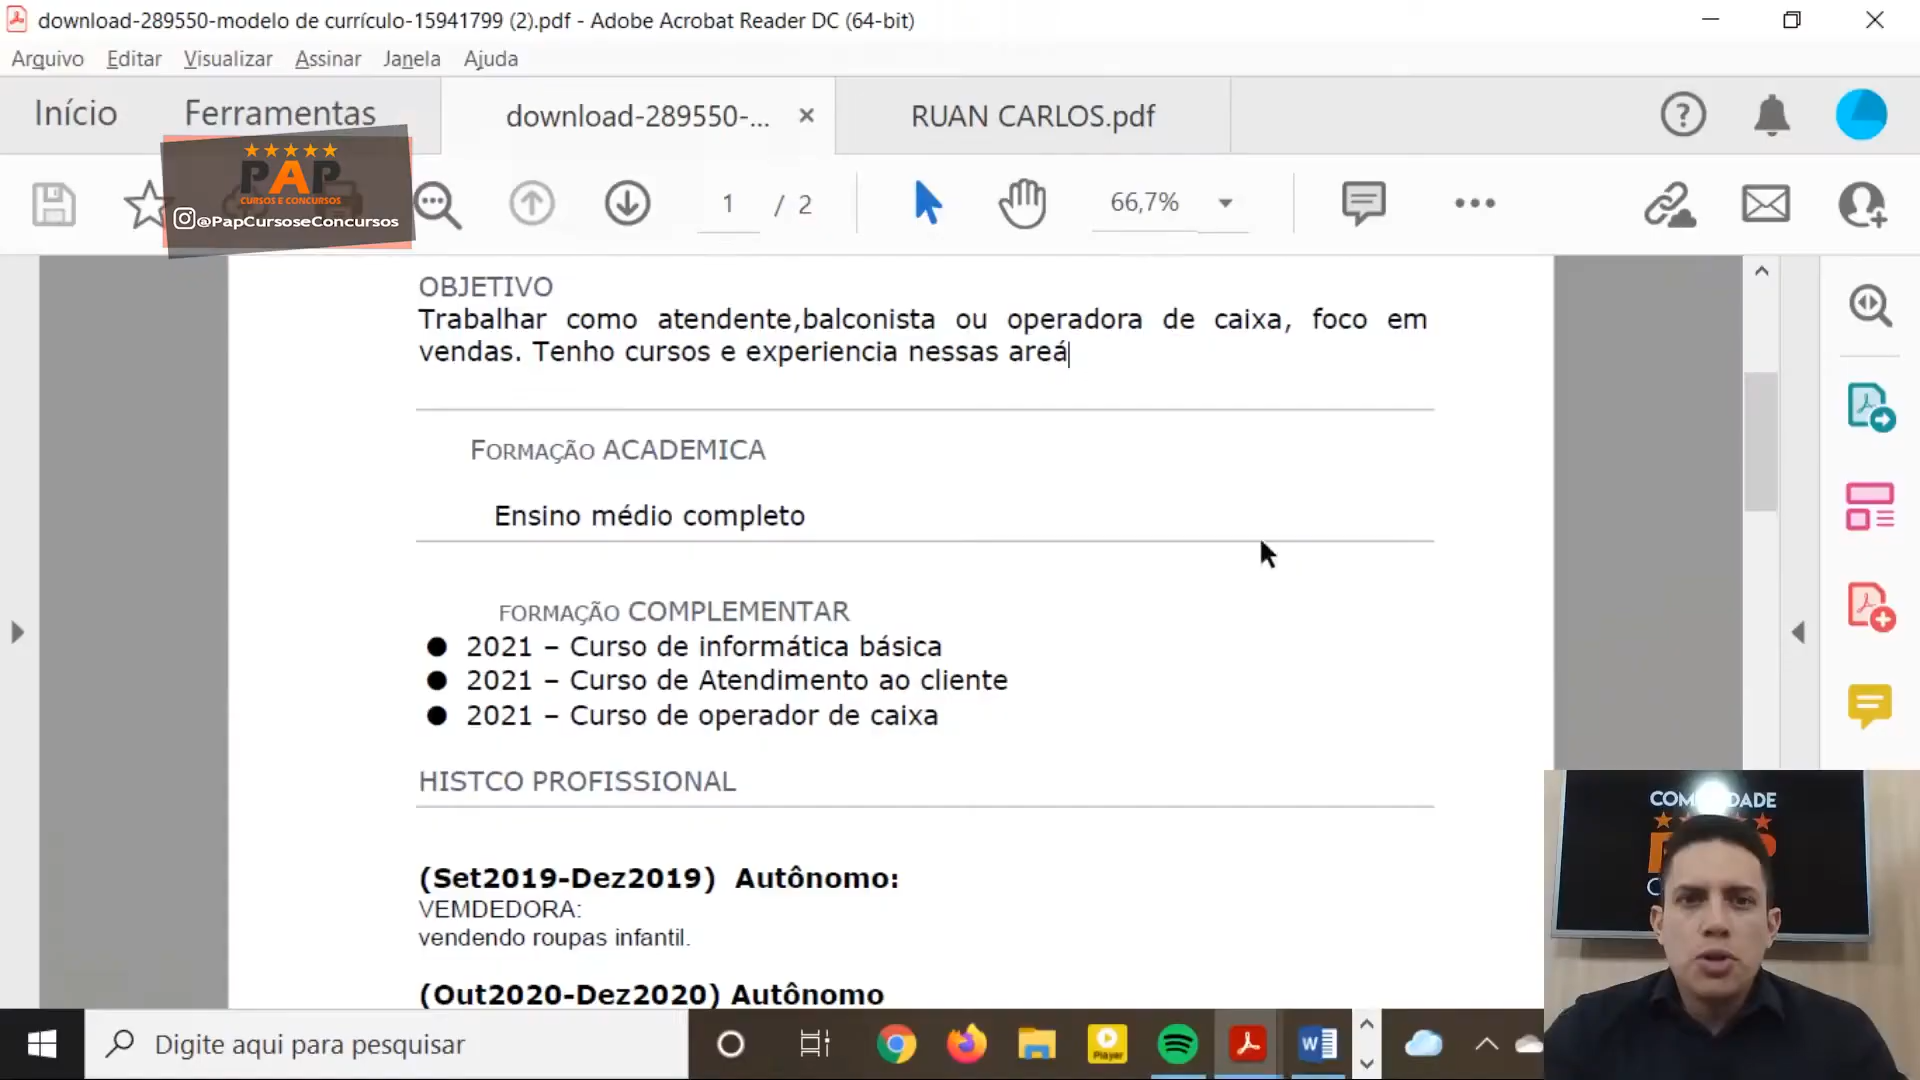 download-289550-modelo de currículo-15941799 (2).pdf - Adobe Acrobat Reader DC (64-bit)
Arquivo Editar Visualizar Assinar Janela Ajuda
Início Ferramentas download-289550-... RUAN CARLOS.pdf
PAP
CURSOS E CONCURSOS
@PapCursoseConcursos
1 / 2 66,7%
OBJETIVO
Trabalhar como atendente,balconista ou operadora de caixa, foco em
vendas. Tenho cursos e experiencia nessas areá
FORMAÇÃO ACADEMICA
Ensino médio completo
FORMAÇÃO COMPLEMENTAR
● 2021 – Curso de informática básica
● 2021 – Curso de Atendimento ao cliente
● 2021 – Curso de operador de caixa
HISTCO PROFISSIONAL
(Set2019-Dez2019) Autônomo:
VEMDEDORA:
vendendo roupas infantil.
(Out2020-Dez2020) Autônomo
Digite aqui para pesquisar
Player